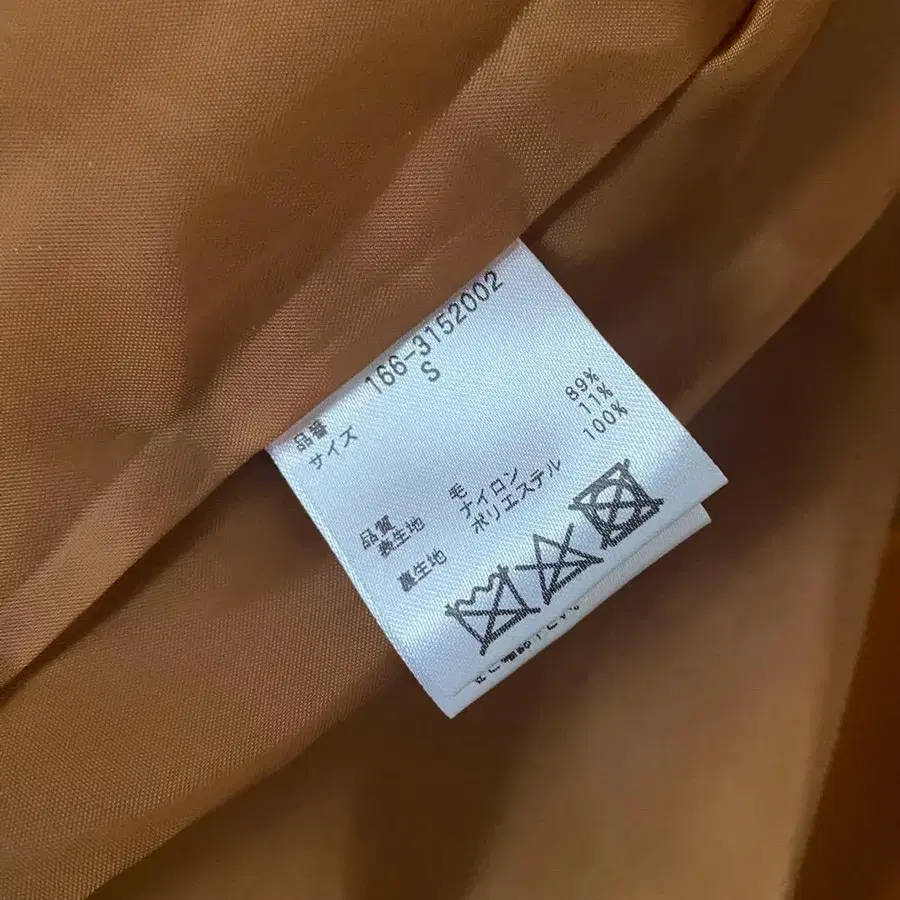 品番 166-3152002
サイズ S
品質
表生地 毛 89%
ナイロン 11%
裏生地 ポリエステル 100%